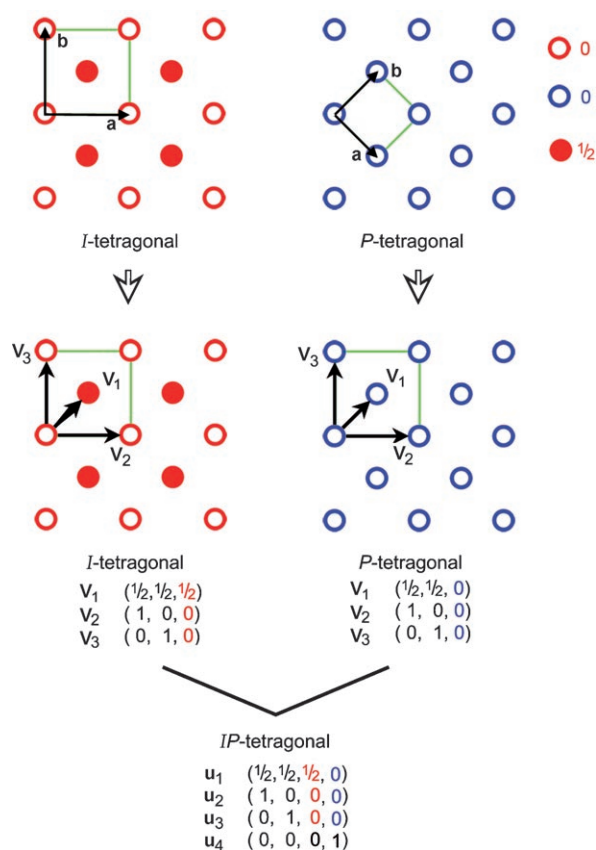 b
a
b
a
0
0
1/2
I-tetragonal
P-tetragonal
V3
V1
V2
V3
V1
V2
I-tetragonal
V1 (1/2,1/2,1/2)
V2 ( 1, 0, 0)
V3 ( 0, 1, 0)
P-tetragonal
V1 (1/2,1/2, 0)
V2 ( 1, 0, 0)
V3 ( 0, 1, 0)
IP-tetragonal
u1 (1/2,1/2,1/2, 0)
u2 ( 1, 0, 0, 0)
u3 ( 0, 1, 0, 0)
u4 ( 0, 0, 0, 1)